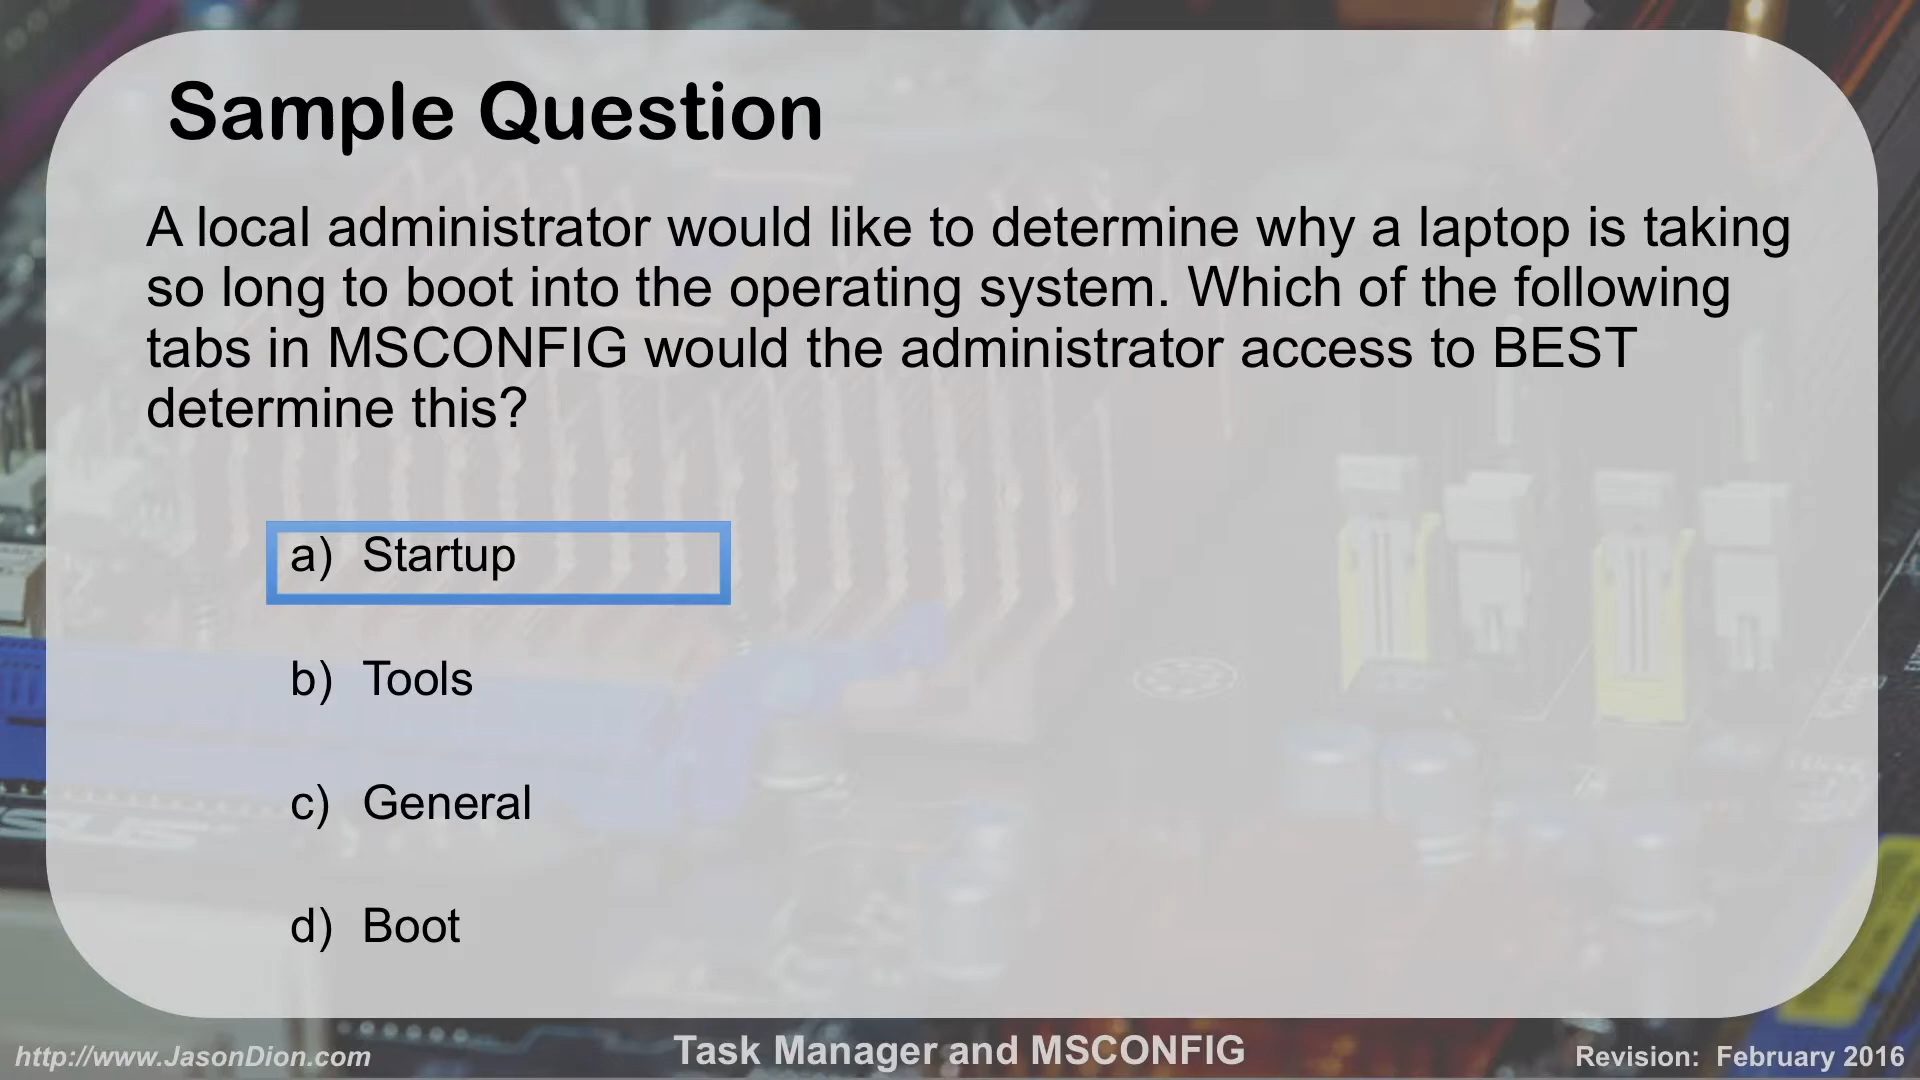 Sample Question
A local administrator would like to determine why a laptop is taking
so long to boot into the operating system. Which of the following
tabs in MSCONFIG would the administrator access to BEST
determine this?
a) Startup
b) Tools
c) General
d) Boot
http://www.JasonDion.com
Task Manager and MSCONFIG
Revision: February 2016